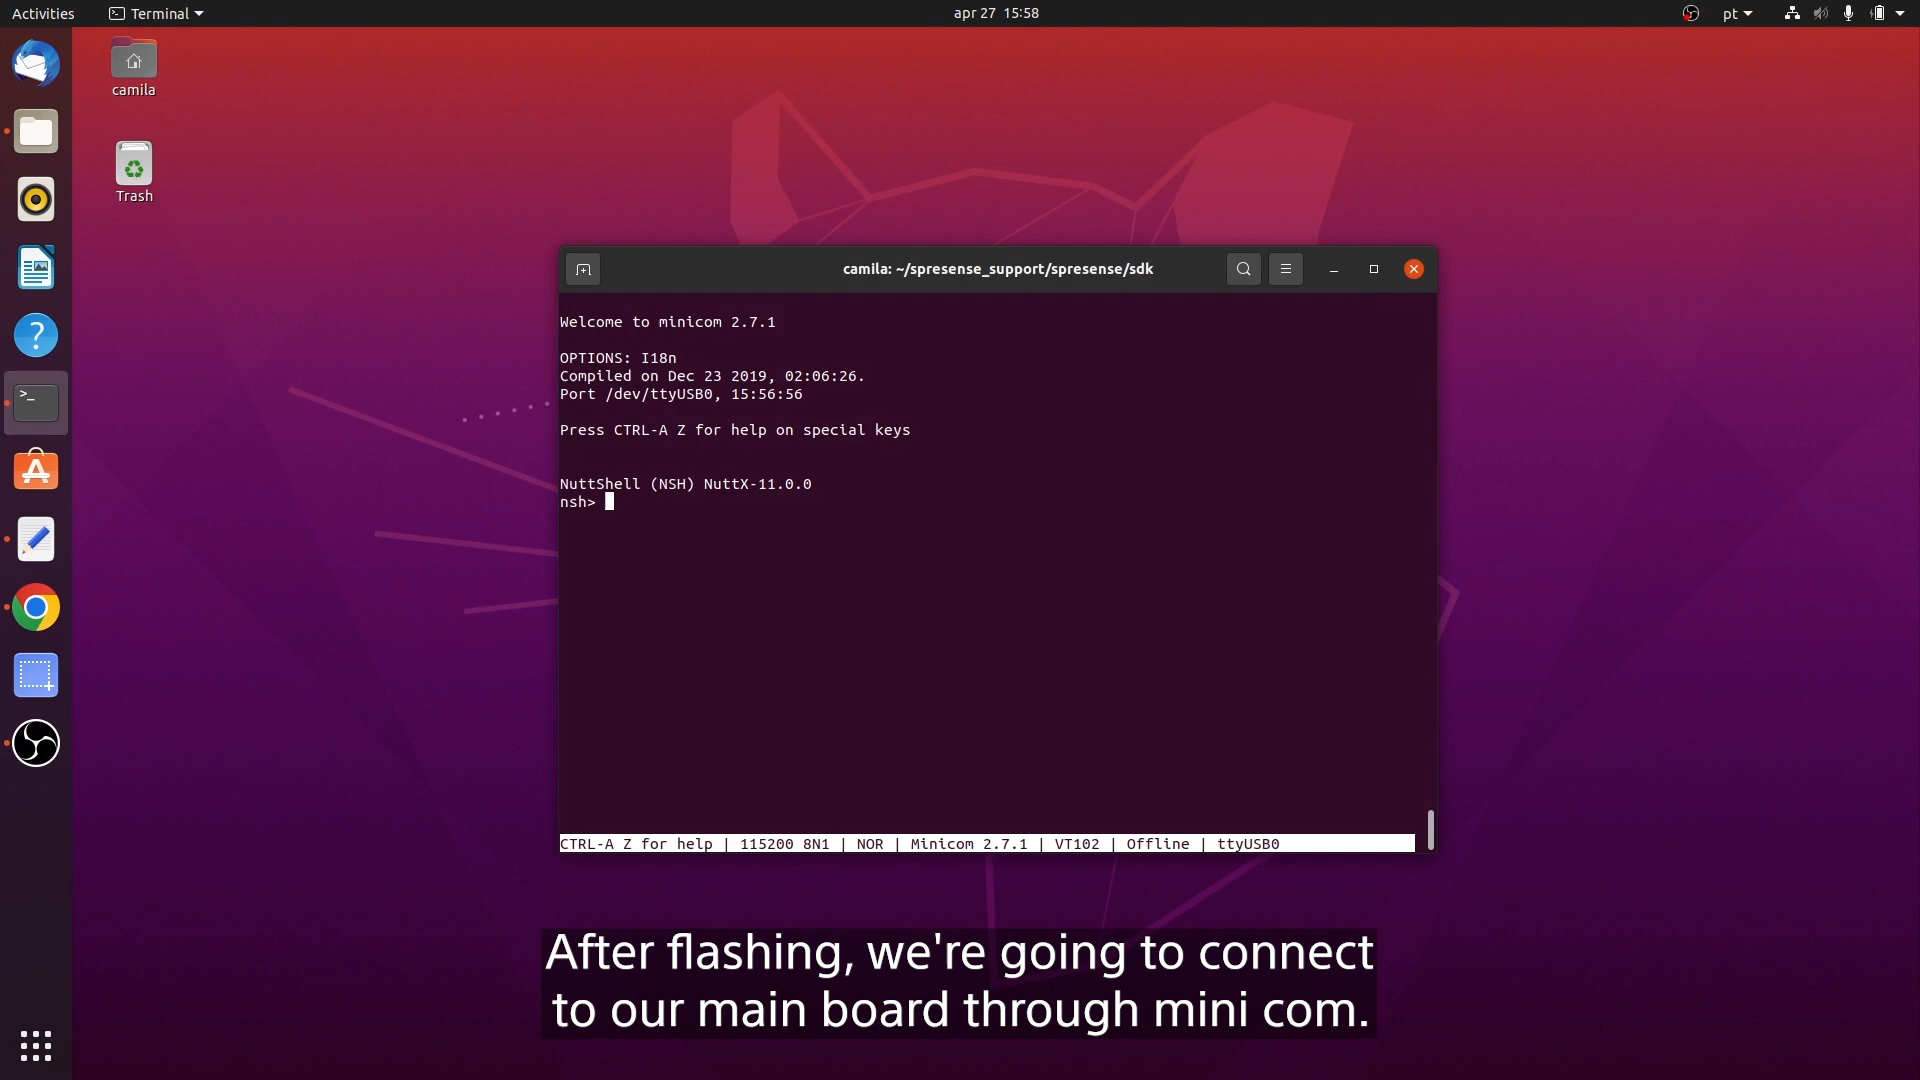 Activities
Terminal
apr 27 15:58
pt
camila
Trash
camila: ~/spresense_support/spresense/sdk
Welcome to minicom 2.7.1
OPTIONS: I18n
Compiled on Dec 23 2019, 02:06:26.
Port /dev/ttyUSB0, 15:56:56
Press CTRL-A Z for help on special keys
NuttShell (NSH) NuttX-11.0.0
nsh>
CTRL-A Z for help | 115200 8N1 | NOR | Minicom 2.7.1 | VT102 | Offline | ttyUSB0
After flashing, we're going to connect
to our main board through mini com.